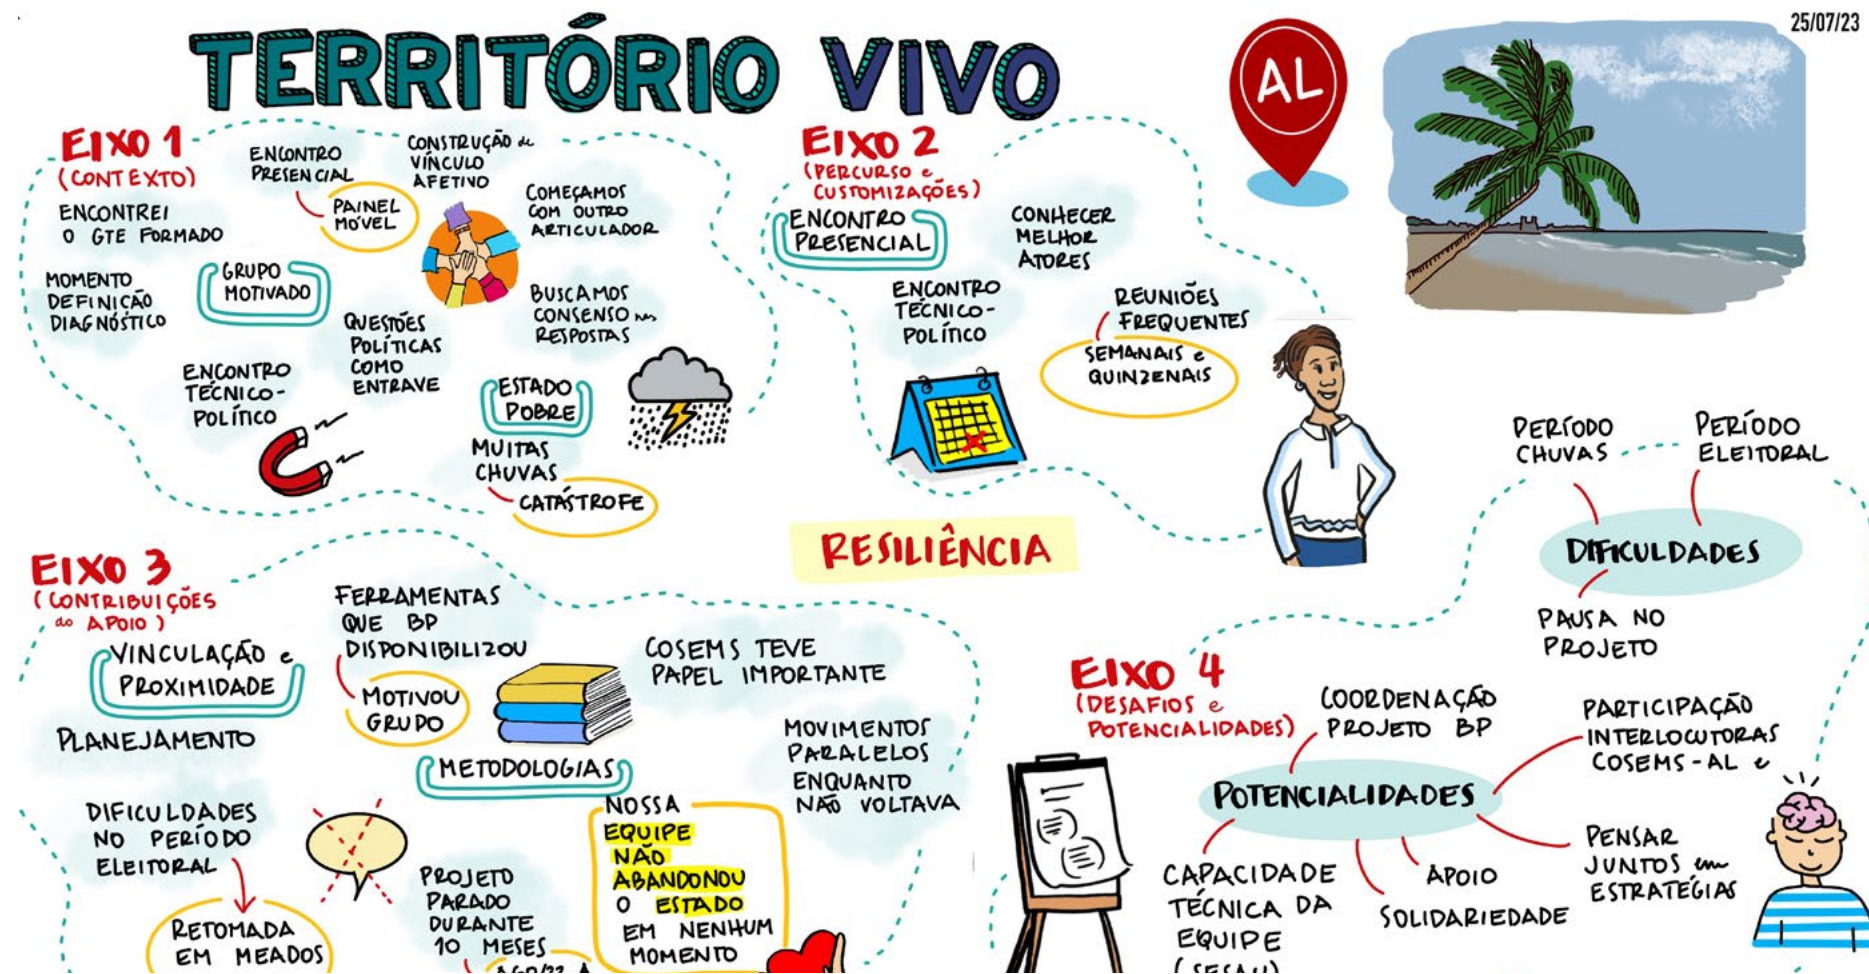 25/07/23
TERRITÓRIO VIVO
AL
EIXO 1
(CONTEXTO)
ENCONTREI
O GTE FORMADO
MOMENTO
DEFINIÇÃO
DIAGNÓSTICO
ENCONTRO
PRESENCIAL
PAINEL
MÓVEL
GRUPO
MOTIVADO
CONSTRUÇÃO de
VÍNCULO
AFETIVO
COMEÇAMOS
COM OUTRO
ARTICULADOR
BUSCAMOS
CONSENSO nas
RESPOSTAS
QUESTÕES
POLÍTICAS
COMO
ENTRAVE
ENCONTRO
TÉCNICO-
POLÍTICO
ESTADO
POBRE
MUITAS
CHUVAS
CATÁSTROFE
EIXO 2
(PERCURSO e
CUSTOMIZAÇÕES)
ENCONTRO
PRESENCIAL
CONHECER
MELHOR
ATORES
ENCONTRO
TÉCNICO-
POLÍTICO
REUNIÕES
FREQUENTES
SEMANAIS e
QUINZENAIS
RESILIÊNCIA
EIXO 3
(CONTRIBUIÇÕES
do APOIO)
VINCULAÇÃO e
PROXIMIDADE
PLANEJAMENTO
FERRAMENTAS
QUE BP
DISPONIBILIZOU
MOTIVOU
GRUPO
METODOLOGIAS
COSEMS TEVE
PAPEL IMPORTANTE
MOVIMENTOS
PARALELOS
ENQUANTO
NÃO VOLTAVA
DIFICULDADES
NO PERÍODO
ELEITORAL
RETOMADA
EM MEADOS
PROJETO
PARADO
DURANTE
10 MESES
NOSSA
EQUIPE
NÃO
ABANDONOU
O ESTADO
EM NENHUM
MOMENTO
EIXO 4
(DESAFIOS e
POTENCIALIDADES)
PERÍODO
CHUVAS
PERÍODO
ELEITORAL
DIFICULDADES
PAUSA NO
PROJETO
COORDENAÇÃO
PROJETO BP
PARTICIPAÇÃO
INTERLOCUTORAS
COSEMS-AL e
POTENCIALIDADES
PENSAR
JUNTOS em
ESTRATÉGIAS
APOIO
SOLIDARIEDADE
CAPACIDADE
TÉCNICA DA
EQUIPE
(SESAU)